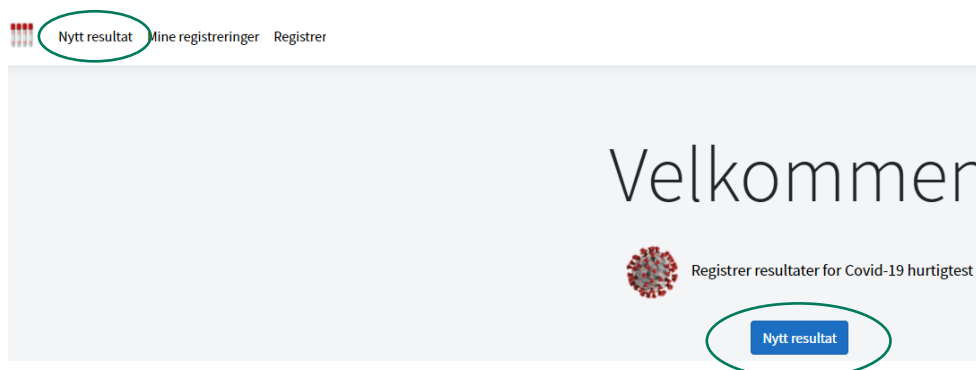 Nytt resultat Mine registreringer Registrer
Velkommen
Registrer resultater for Covid-19 hurtigtest
Nytt resultat